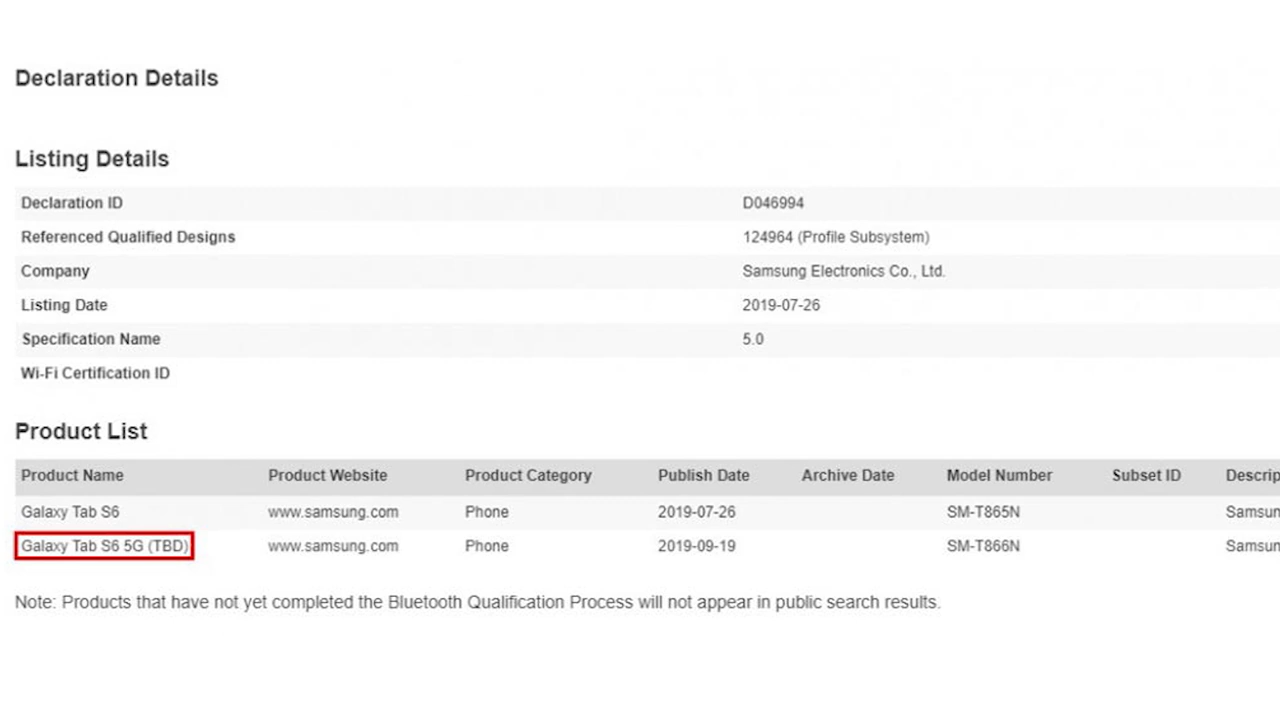 Declaration Details
Listing Details
Declaration ID D046994
Referenced Qualified Designs 124964 (Profile Subsystem)
Company Samsung Electronics Co., Ltd.
Listing Date 2019-07-26
Specification Name 5.0
Wi-Fi Certification ID
Product List
Product Name Product Website Product Category Publish Date Archive Date Model Number Subset ID
Galaxy Tab S6 www.samsung.com Phone 2019-07-26 SM-T865N
Galaxy Tab S6 5G (TBD) www.samsung.com Phone 2019-09-19 SM-T866N
Note: Products that have not yet completed the Bluetooth Qualification Process will not appear in public search results.